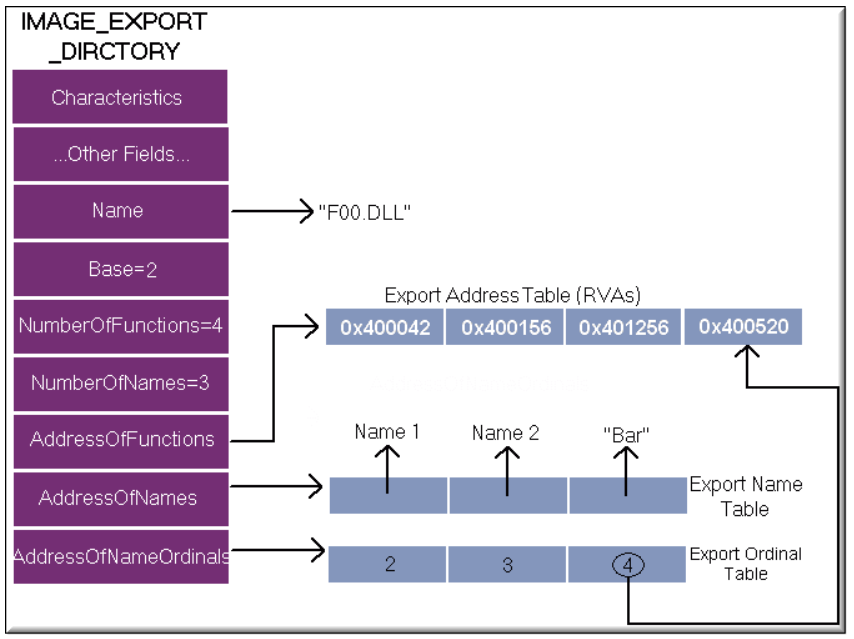 IMAGE_EXPORT
_DIRCTORY
Characteristics
...Other Fields...
Name
"F00.DLL"
Base=2
Export Address Table (RVAs)
NumberOfFunctions=4
0x400042 0x400156 0x401256 0x400520
NumberOfNames=3
AddressOfFunctions
Name 1 Name 2 "Bar"
AddressOfNames
Export Name
Table
AddressOfNameOrdinals
2 3 4
Export Ordinal
Table